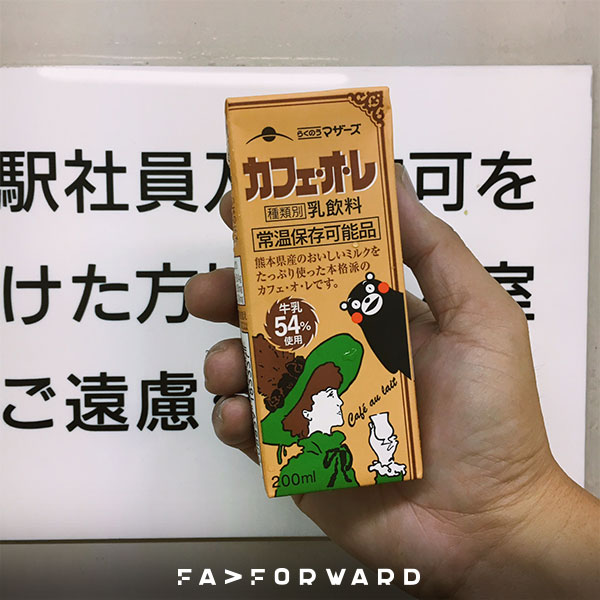 駅社員
可を
けた方
室
ご遠慮
らくのうマザーズ
カフェ・オ・レ
種類別 乳飲料
常温保存可能品
熊本県産のおいしいミルクを
たっぷり使った本格派の
カフェ・オ・レです。
牛乳
54%
使用
Café au lait
200ml
FA>FORWARD